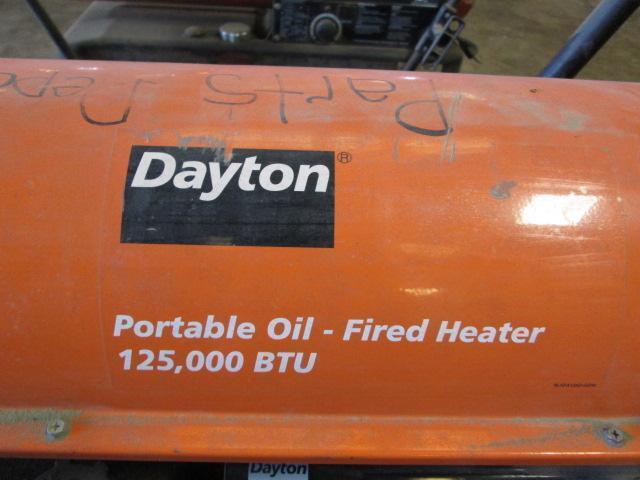 Parts
Dayton®
Portable Oil - Fired Heater
125,000 BTU
Dayton